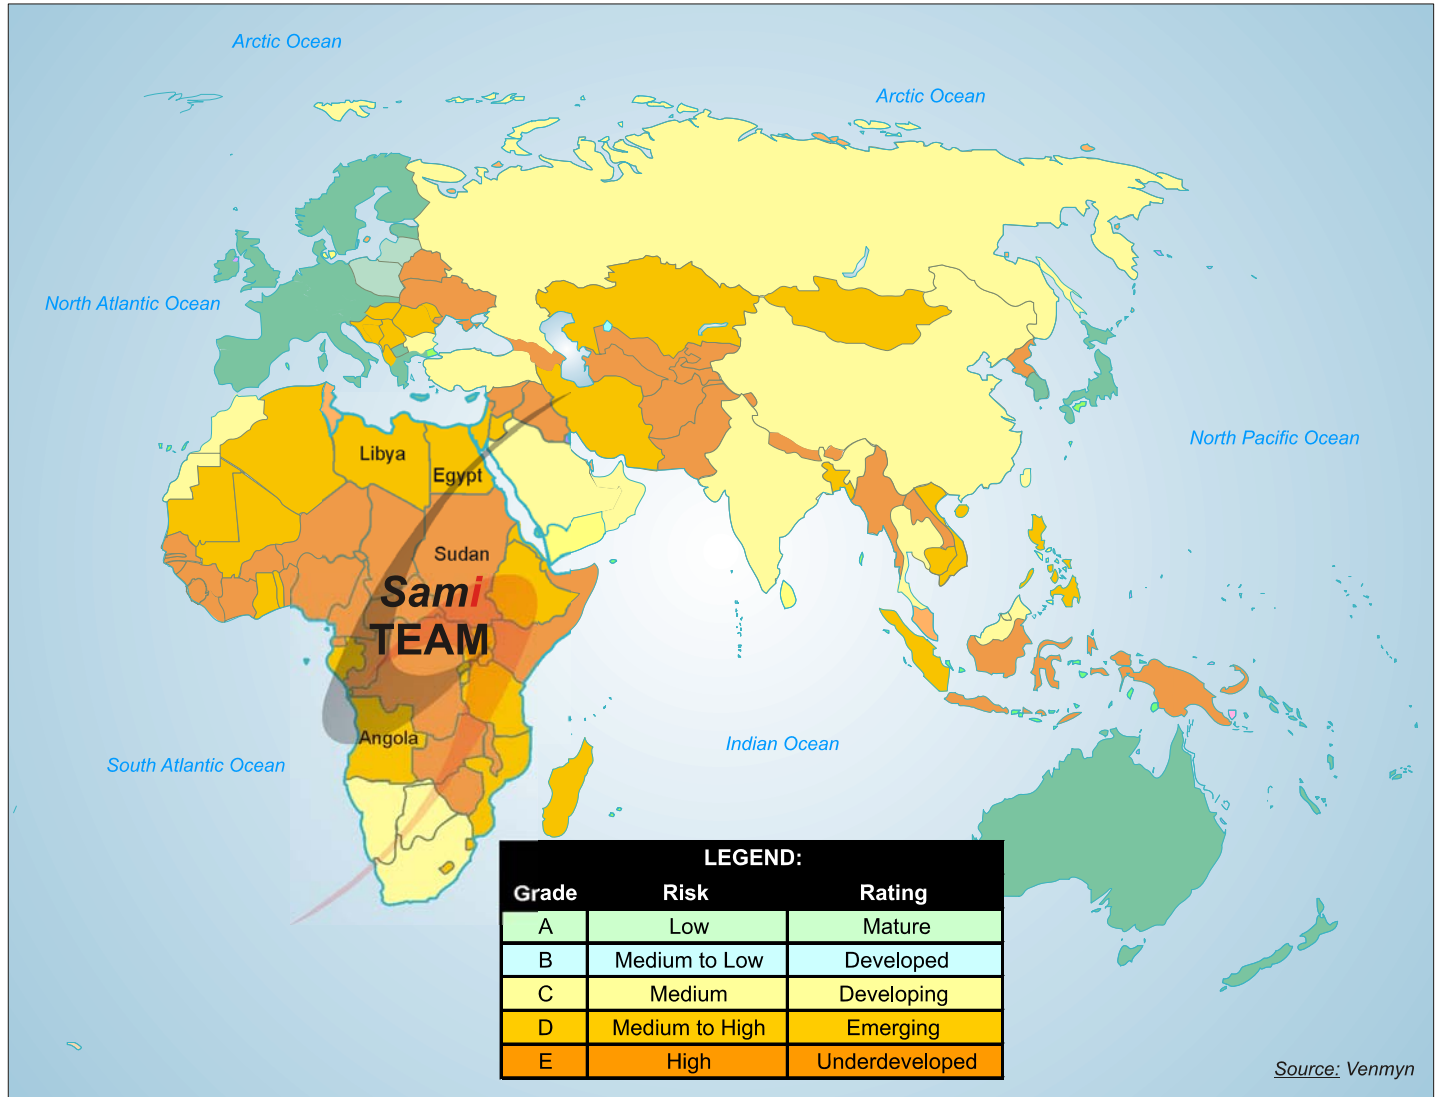 Arctic Ocean
Arctic Ocean
North Atlantic Ocean
North Pacific Ocean
Libya
Egypt
Sudan
Sami
TEAM
Angola
Indian Ocean
South Atlantic Ocean
LEGEND:
Grade Risk Rating
A Low Mature
B Medium to Low Developed
C Medium Developing
D Medium to High Emerging
E High Underdeveloped
Source: Venmyn